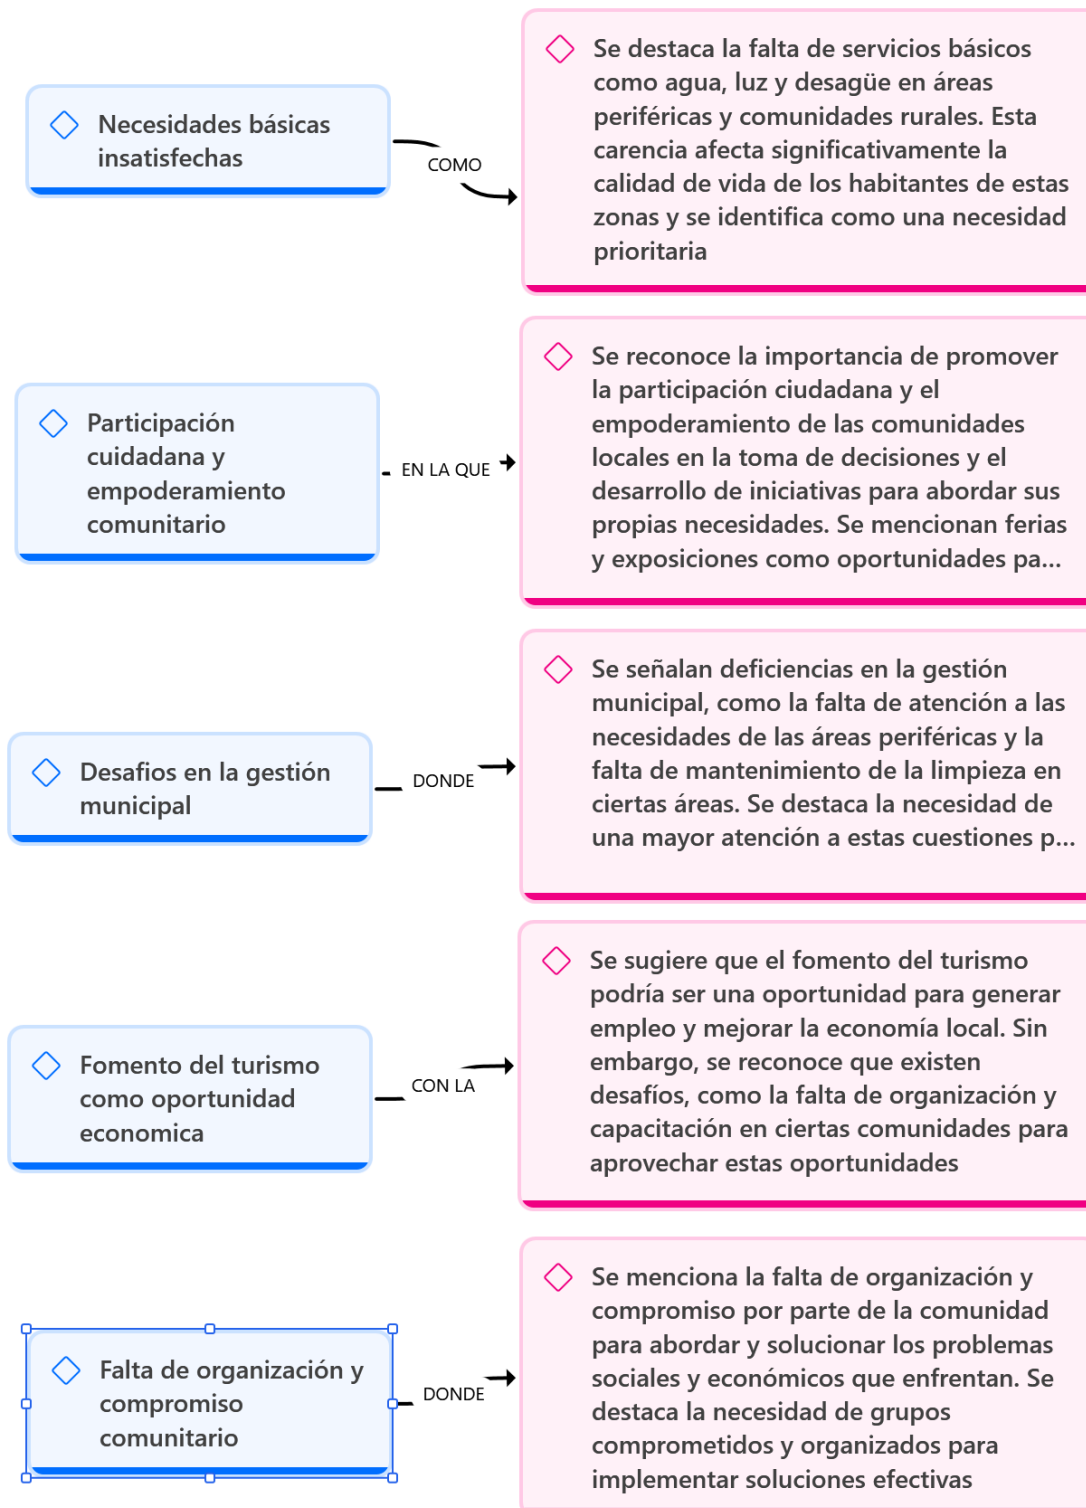 Necesidades básicas
insatisfechas
COMO
Se destaca la falta de servicios básicos
como agua, luz y desagüe en áreas
periféricas y comunidades rurales. Esta
carencia afecta significativamente la
calidad de vida de los habitantes de estas
zonas y se identifica como una necesidad
prioritaria
Participación
cuidadana y
empoderamiento
comunitario
EN LA QUE
Se reconoce la importancia de promover
la participación ciudadana y el
empoderamiento de las comunidades
locales en la toma de decisiones y el
desarrollo de iniciativas para abordar sus
propias necesidades. Se mencionan ferias
y exposiciones como oportunidades pa...
Desafios en la gestión
municipal
DONDE
Se señalan deficiencias en la gestión
municipal, como la falta de atención a las
necesidades de las áreas periféricas y la
falta de mantenimiento de la limpieza en
ciertas áreas. Se destaca la necesidad de
una mayor atención a estas cuestiones p...
Fomento del turismo
como oportunidad
economica
CON LA
Se sugiere que el fomento del turismo
podría ser una oportunidad para generar
empleo y mejorar la economía local. Sin
embargo, se reconoce que existen
desafíos, como la falta de organización y
capacitación en ciertas comunidades para
aprovechar estas oportunidades
Falta de organización y
compromiso
comunitario
DONDE
Se menciona la falta de organización y
compromiso por parte de la comunidad
para abordar y solucionar los problemas
sociales y económicos que enfrentan. Se
destaca la necesidad de grupos
comprometidos y organizados para
implementar soluciones efectivas